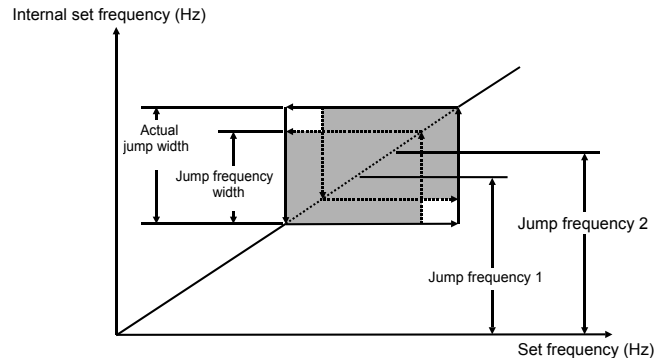 Internal set frequency (Hz)
Actual
jump width
Jump frequency
width
Jump frequency 2
Jump frequency 1
Set frequency (Hz)